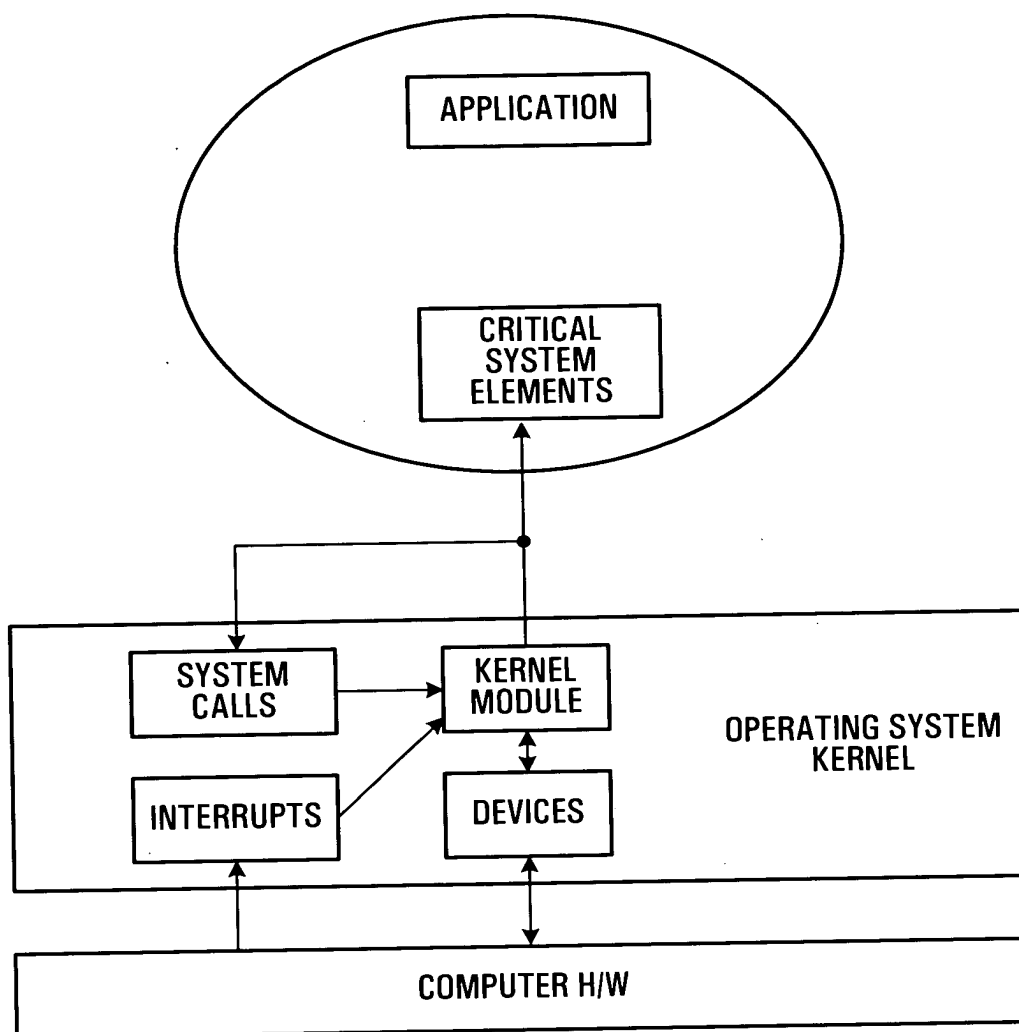 APPLICATION
CRITICAL
SYSTEM
ELEMENTS
SYSTEM
CALLS
KERNEL
MODULE
OPERATING SYSTEM
KERNEL
INTERRUPTS
DEVICES
COMPUTER H/W